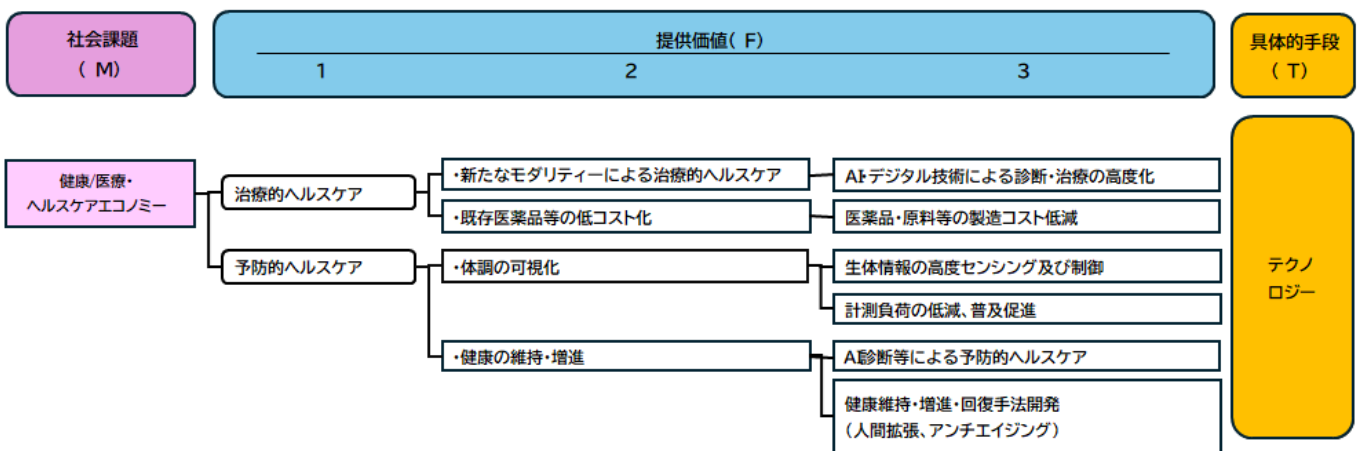 社会課題
( M)
提供価値( F)
1 2 3
具体的手段
( T)
健康/医療・
ヘルスケアエコノミー
治療的ヘルスケア
・新たなモダリティーによる治療的ヘルスケア
AI・デジタル技術による診断・治療の高度化
・既存医薬品等の低コスト化
医薬品・原料等の製造コスト低減
予防的ヘルスケア
・体調の可視化
生体情報の高度センシング及び制御
計測負荷の低減、普及促進
・健康の維持・増進
AI診断等による予防的ヘルスケア
健康維持・増進・回復手法開発
(人間拡張、アンチエイジング)
テクノ
ロジー